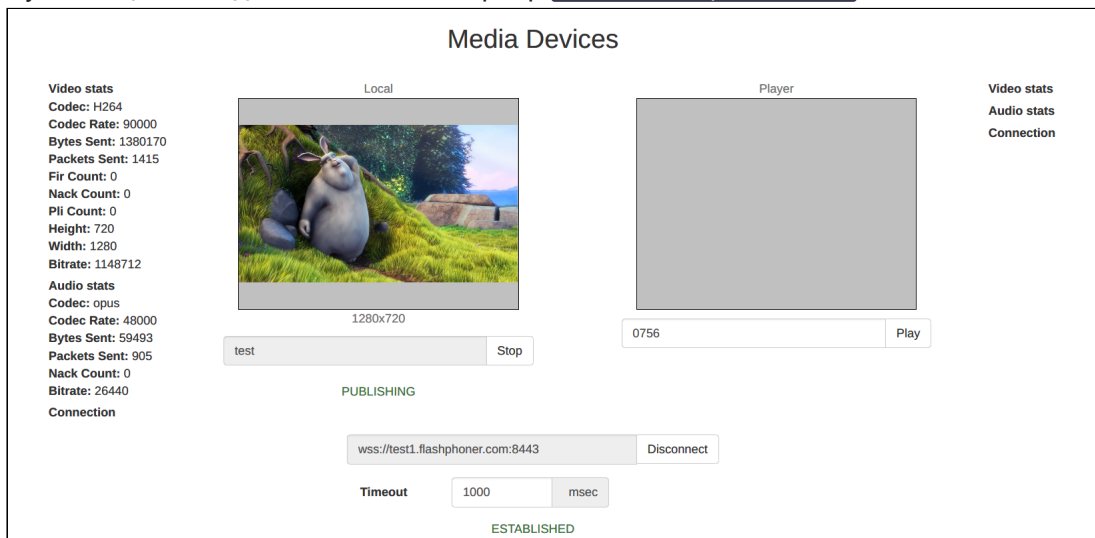 Media Devices
Video stats
Codec: H264
Codec Rate: 90000
Bytes Sent: 1380170
Packets Sent: 1415
Fir Count: 0
Nack Count: 0
Pli Count: 0
Height: 720
Width: 1280
Bitrate: 1148712
Audio stats
Codec: opus
Codec Rate: 48000
Bytes Sent: 59493
Packets Sent: 905
Nack Count: 0
Bitrate: 26440
Connection
Local
1280x720
test Stop
PUBLISHING
Player
0756 Play
Video stats
Audio stats
Connection
wss://test1.flashphoner.com:8443 Disconnect
Timeout 1000 msec
ESTABLISHED